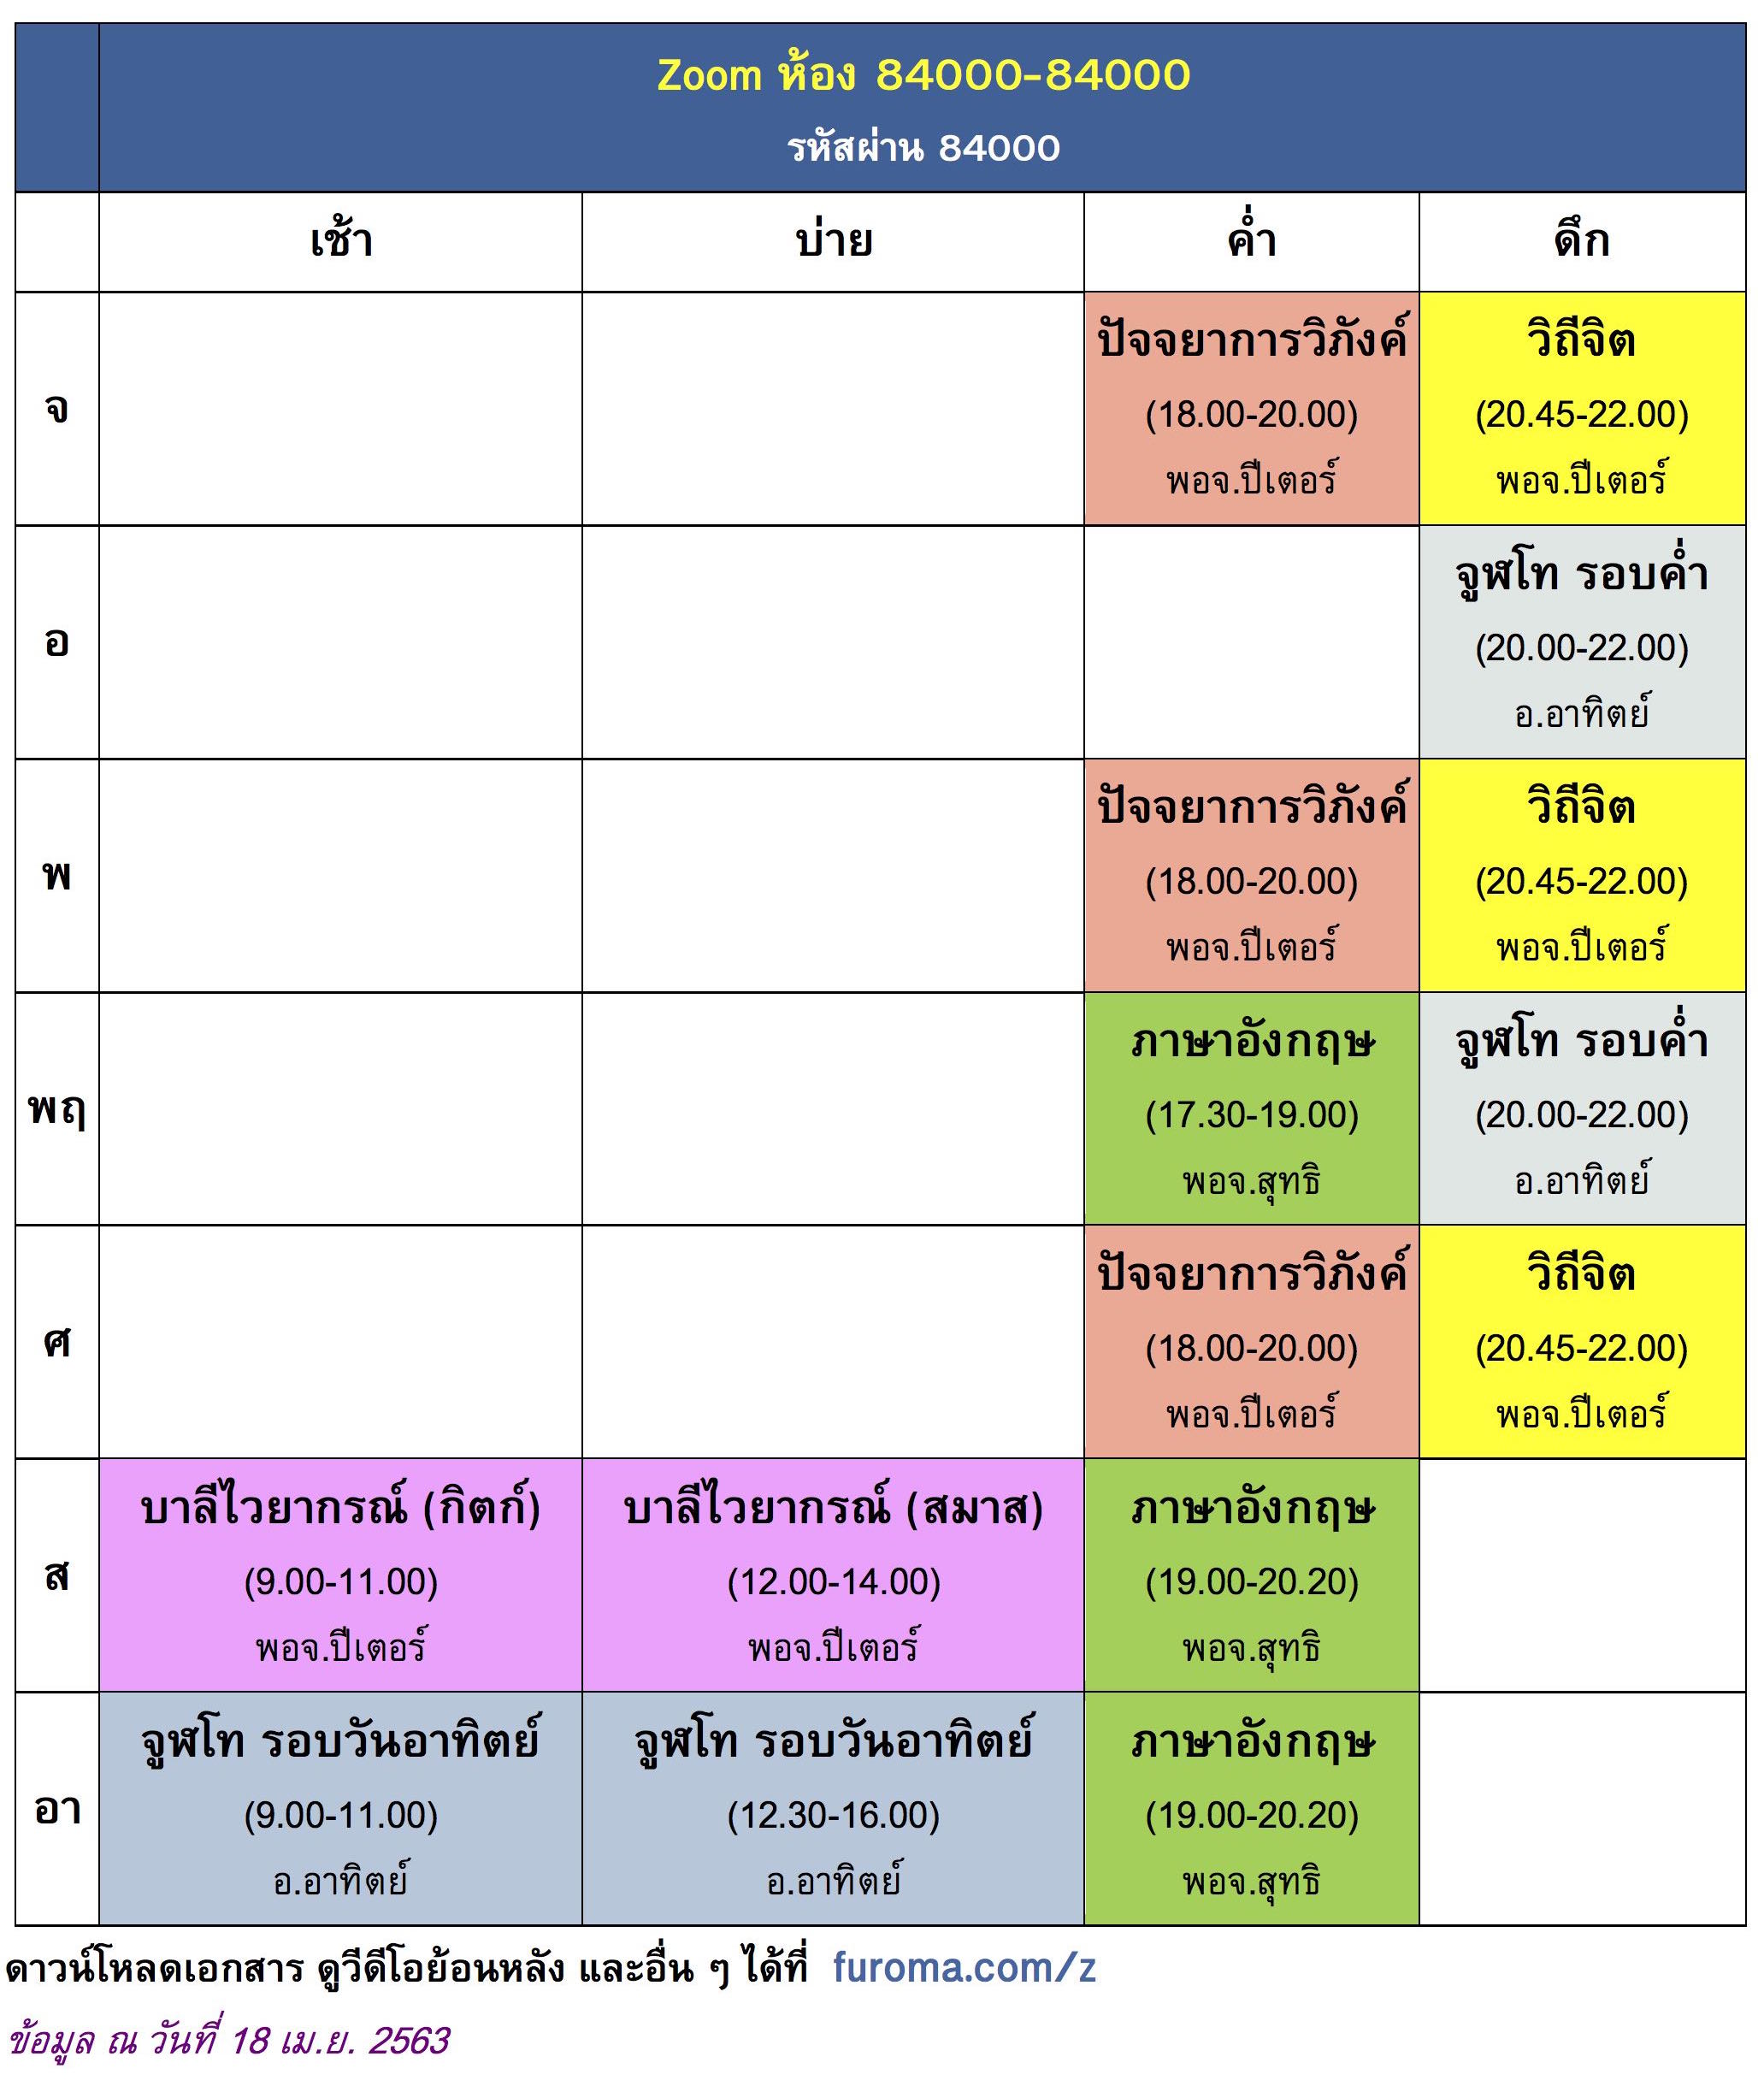 Zoom ห้อง 84000-84000
รหัสผ่าน 84000
เช้า บ่าย ค่ำ ดึก
จ
ปัจจยาการวิภังค์
(18.00-20.00)
พอจ.ปีเตอร์
วิถีจิต
(20.45-22.00)
พอจ.ปีเตอร์
อ
จูฬโท รอบค่ำ
(20.00-22.00)
อ.อาทิตย์
พ
ปัจจยาการวิภังค์
(18.00-20.00)
พอจ.ปีเตอร์
วิถีจิต
(20.45-22.00)
พอจ.ปีเตอร์
พฤ
ภาษาอังกฤษ
(17.30-19.00)
พอจ.สุทธิ
จูฬโท รอบค่ำ
(20.00-22.00)
อ.อาทิตย์
ศ
ปัจจยาการวิภังค์
(18.00-20.00)
พอจ.ปีเตอร์
วิถีจิต
(20.45-22.00)
พอจ.ปีเตอร์
ส
บาลีไวยากรณ์ (กิตก์)
(9.00-11.00)
พอจ.ปีเตอร์
บาลีไวยากรณ์ (สมาส)
(12.00-14.00)
พอจ.ปีเตอร์
ภาษาอังกฤษ
(19.00-20.20)
พอจ.สุทธิ
อา
จูฬโท รอบวันอาทิตย์
(9.00-11.00)
อ.อาทิตย์
จูฬโท รอบวันอาทิตย์
(12.30-16.00)
อ.อาทิตย์
ภาษาอังกฤษ
(19.00-20.20)
พอจ.สุทธิ
ดาวน์โหลดเอกสาร ดูวีดีโอย้อนหลัง และอื่น ๆ ได้ที่ furoma.com/z
ข้อมูล ณ วันที่ 18 เม.ย. 2563